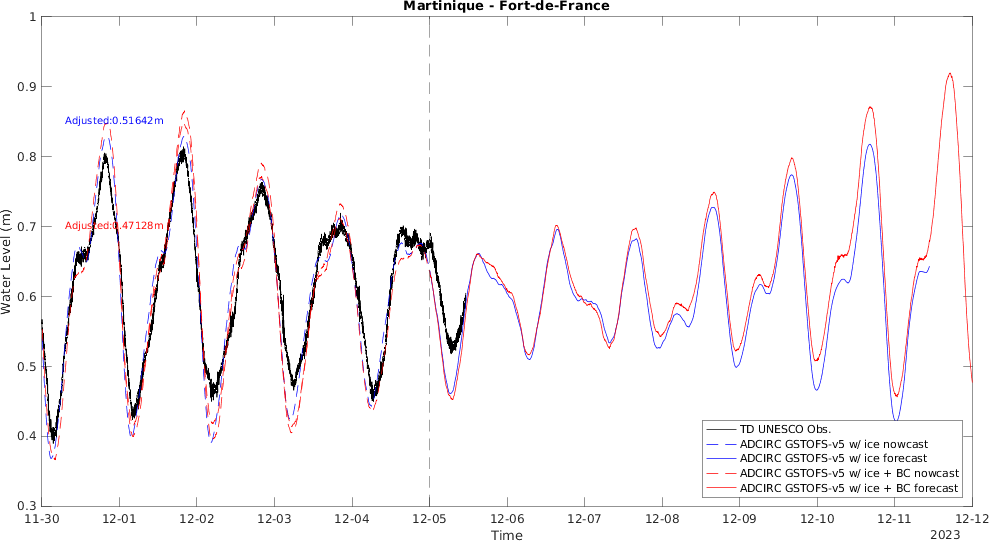 Martinique - Fort-de-France
Water Level (m)
1
0.9
0.8
0.7
0.6
0.5
0.4
0.3
Adjusted:0.51642m
Adjusted:0.47128m
TD UNESCO Obs.
ADCIRC GSTOFS-v5 w/ ice nowcast
ADCIRC GSTOFS-v5 w/ ice forecast
ADCIRC GSTOFS-v5 w/ ice + BC nowcast
ADCIRC GSTOFS-v5 w/ ice + BC forecast
11-30 12-01 12-02 12-03 12-04 12-05 12-06 12-07 12-08 12-09 12-10 12-11 12-12
Time
2023